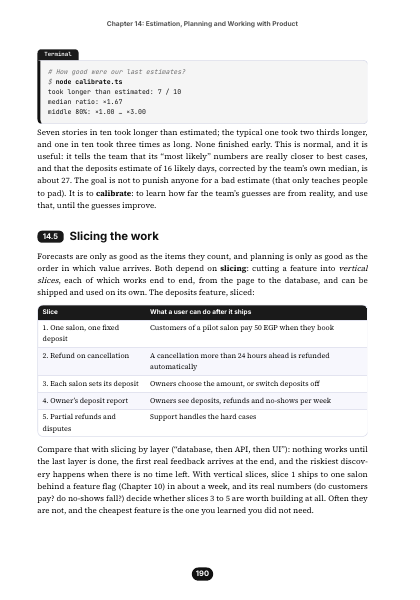 Chapter 14: Estimation, Planning and Working with Product
Terminal
# How good were our last estimates?
$ node calibrate.ts
took longer than estimated: 7 / 10
median ratio: ×1.67
middle 80%: ×1.00 … ×3.00
Seven stories in ten took longer than estimated; the typical one took two thirds longer,
and one in ten took three times as long. None finished early. This is normal, and it is
useful: it tells the team that its “most likely” numbers are really closer to best cases,
and that the deposits estimate of 16 likely days, corrected by the team's own median, is
about 27. The goal is not to punish anyone for a bad estimate (that only teaches people
to pad). It is to calibrate: to learn how far the team's guesses are from reality, and use
that, until the guesses improve.
14.5 Slicing the work
Forecasts are only as good as the items they count, and planning is only as good as the
order in which value arrives. Both depend on slicing: cutting a feature into vertical
slices, each of which works end to end, from the page to the database, and can be
shipped and used on its own. The deposits feature, sliced:
Slice What a user can do after it ships
1. One salon, one fixed Customers of a pilot salon pay 50 EGP when they book
deposit
2. Refund on cancellation A cancellation more than 24 hours ahead is refunded
automatically
3. Each salon sets its deposit Owners choose the amount, or switch deposits off
4. Owner's deposit report Owners see deposits, refunds and no-shows per week
5. Partial refunds and Support handles the hard cases
disputes
Compare that with slicing by layer (“database, then API, then UI”): nothing works until
the last layer is done, the first real feedback arrives at the end, and the riskiest discov-
ery happens when there is no time left. With vertical slices, slice 1 ships to one salon
behind a feature flag (Chapter 10) in about a week, and its real numbers (do customers
pay? do no-shows fall?) decide whether slices 3 to 5 are worth building at all. Often they
are not, and the cheapest feature is the one you learned you did not need.
190